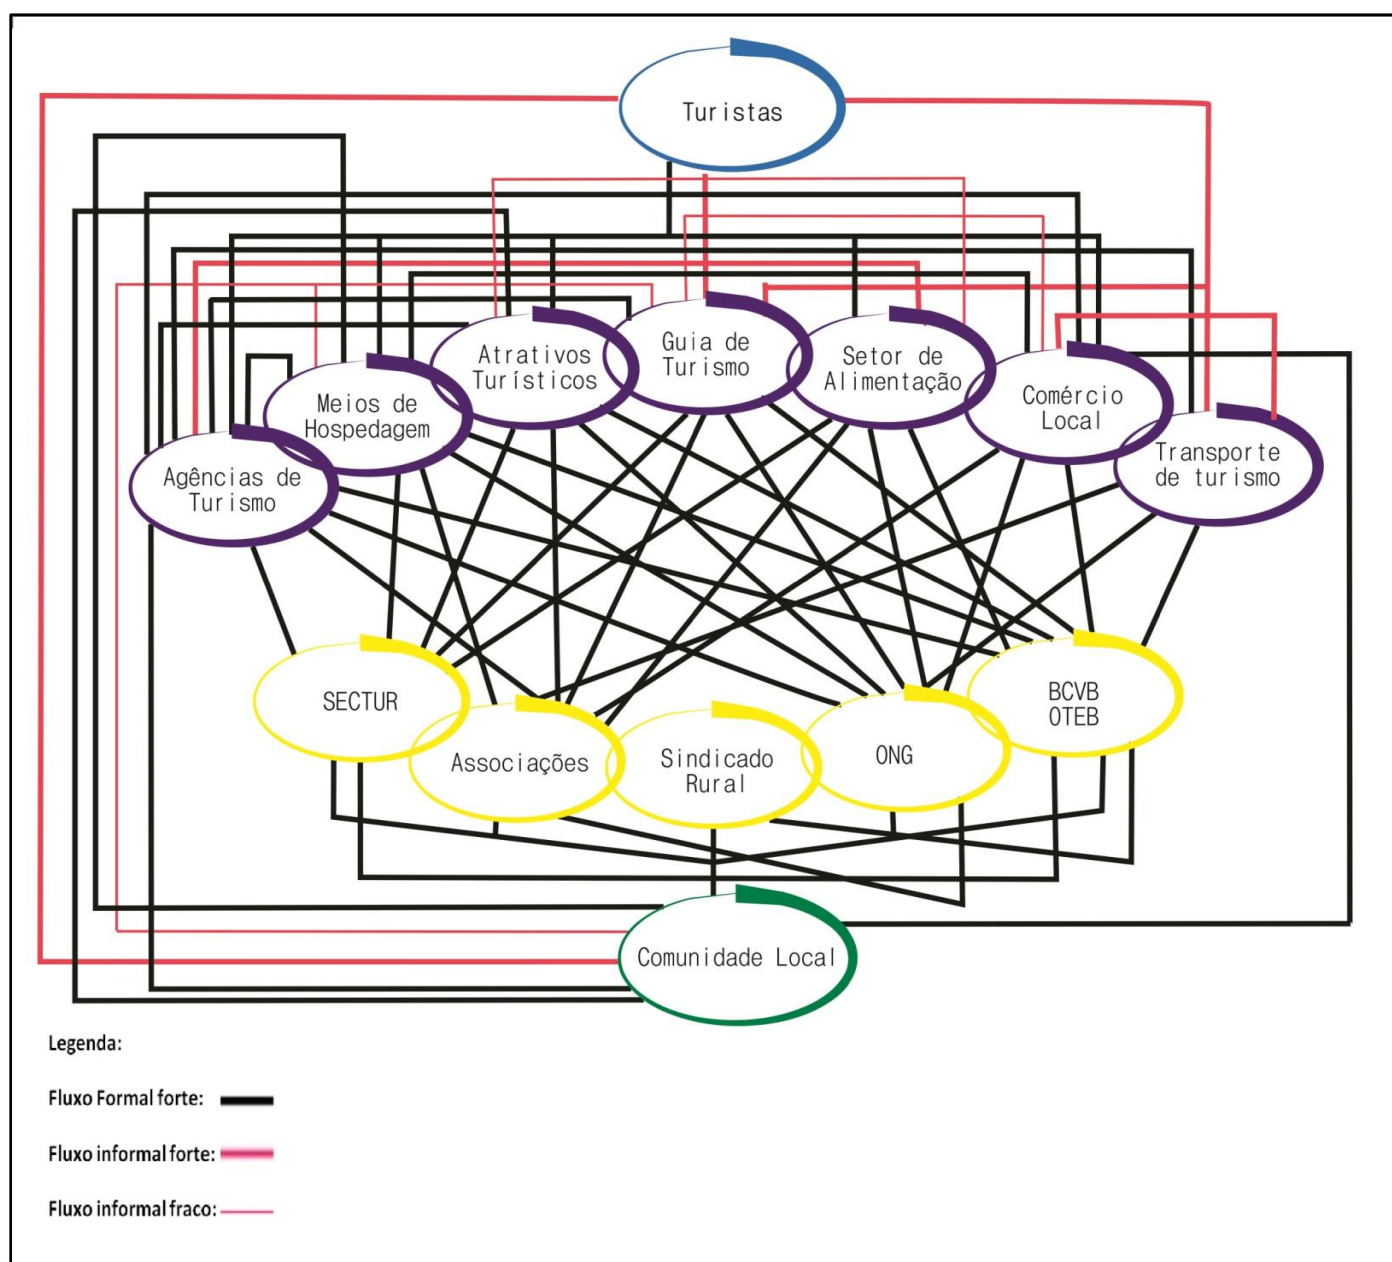 Turistas
Guia de
Turismo
Atrativos
Turísticos
Setor de
Alimentação
Meios de
Hospedagem
Comércio
Local
Agências de
Turismo
Transporte
de turismo
SECTUR
Associações
Sindicado
Rural
ONG
BCVB
OTEB
Comunidade Local
Legenda:
Fluxo Formal forte:
Fluxo informal forte:
Fluxo informal fraco: